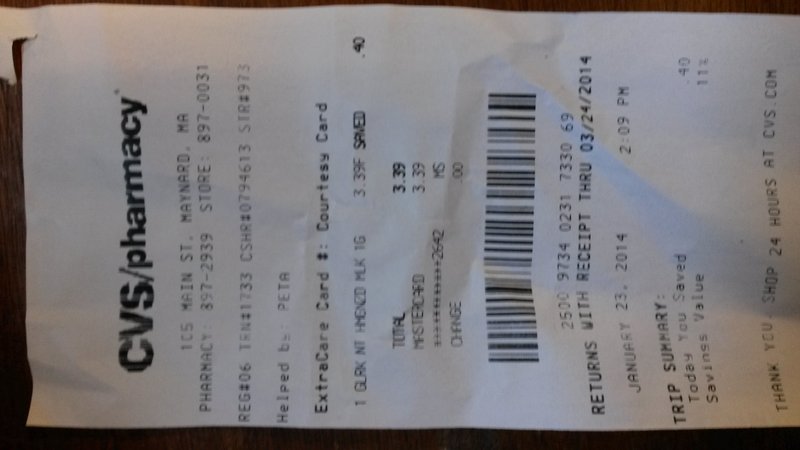 CVS/pharmacy
105 MAIN ST, MAYNARD, MA
PHARMACY: 897-2939 STORE: 897-0031
REG#06 TRN#1733 CSHR#0794613 STR#973
Helped by: PETA
ExtraCare Card #: Courtesy Card
1 GLRK NT HMENZD MLK 1G 3.39F SAVED .40
TOTAL 3.39
MASTERCARD 3.39
************2642 MS
CHANGE .00
2500 9734 0231 7330 69
RETURNS WITH RECEIPT THRU 03/24/2014
JANUARY 23, 2014 2:09 PM
TRIP SUMMARY:
Today You Saved .40
Savings Value 11%
THANK YOU. SHOP 24 HOURS AT CVS.COM